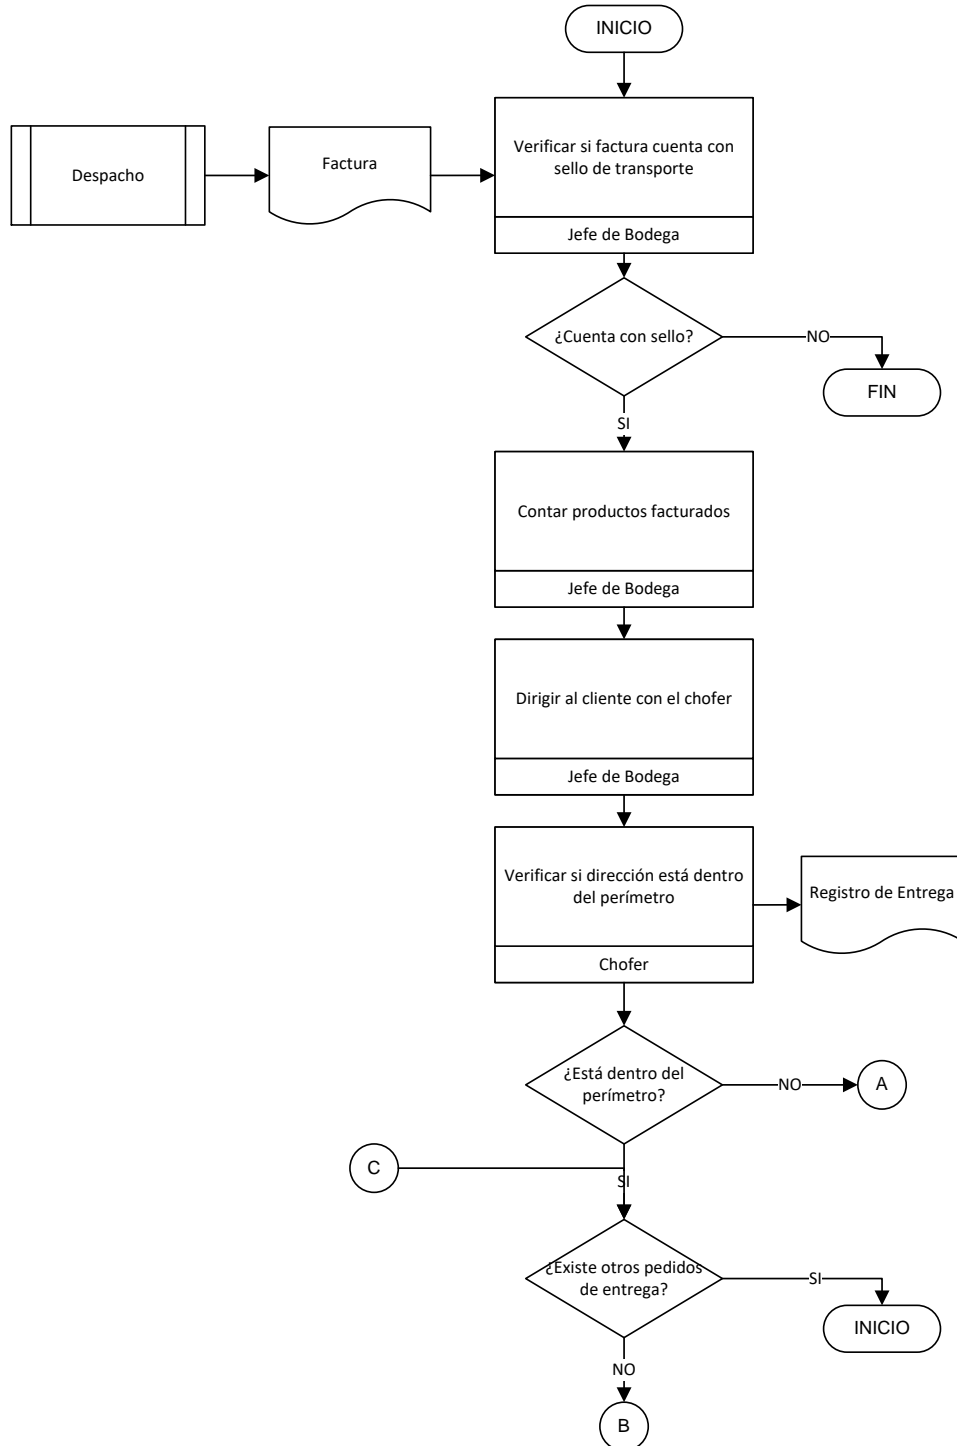 INICIO
Despacho
Factura
Verificar si factura cuenta con
sello de transporte
Jefe de Bodega
¿Cuenta con sello?
NO
FIN
SI
Contar productos facturados
Jefe de Bodega
Dirigir al cliente con el chofer
Jefe de Bodega
Verificar si dirección está dentro
del perímetro
Chofer
Registro de Entrega
¿Está dentro del
perímetro?
NO
A
C
SI
¿Existe otros pedidos
de entrega?
SI
INICIO
NO
B